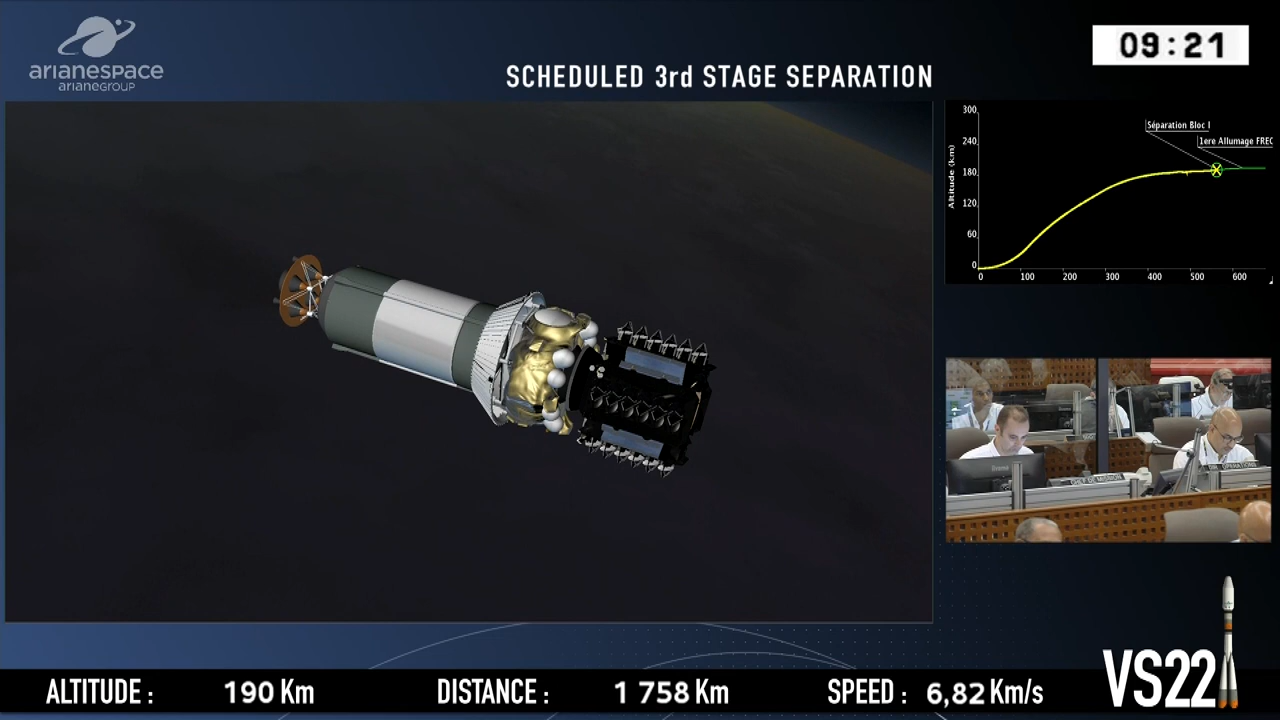 arianespace
arianeGROUP
SCHEDULED 3rd STAGE SEPARATION
09:21
300
240
180
120
60
0
Altitude (km)
Séparation Bloc I
1ere Allumage FREG
0 100 200 300 400 500 600
DIR. OPERATIONS
VS22
ALTITUDE : 190 Km DISTANCE : 1 758 Km SPEED : 6,82 Km/s